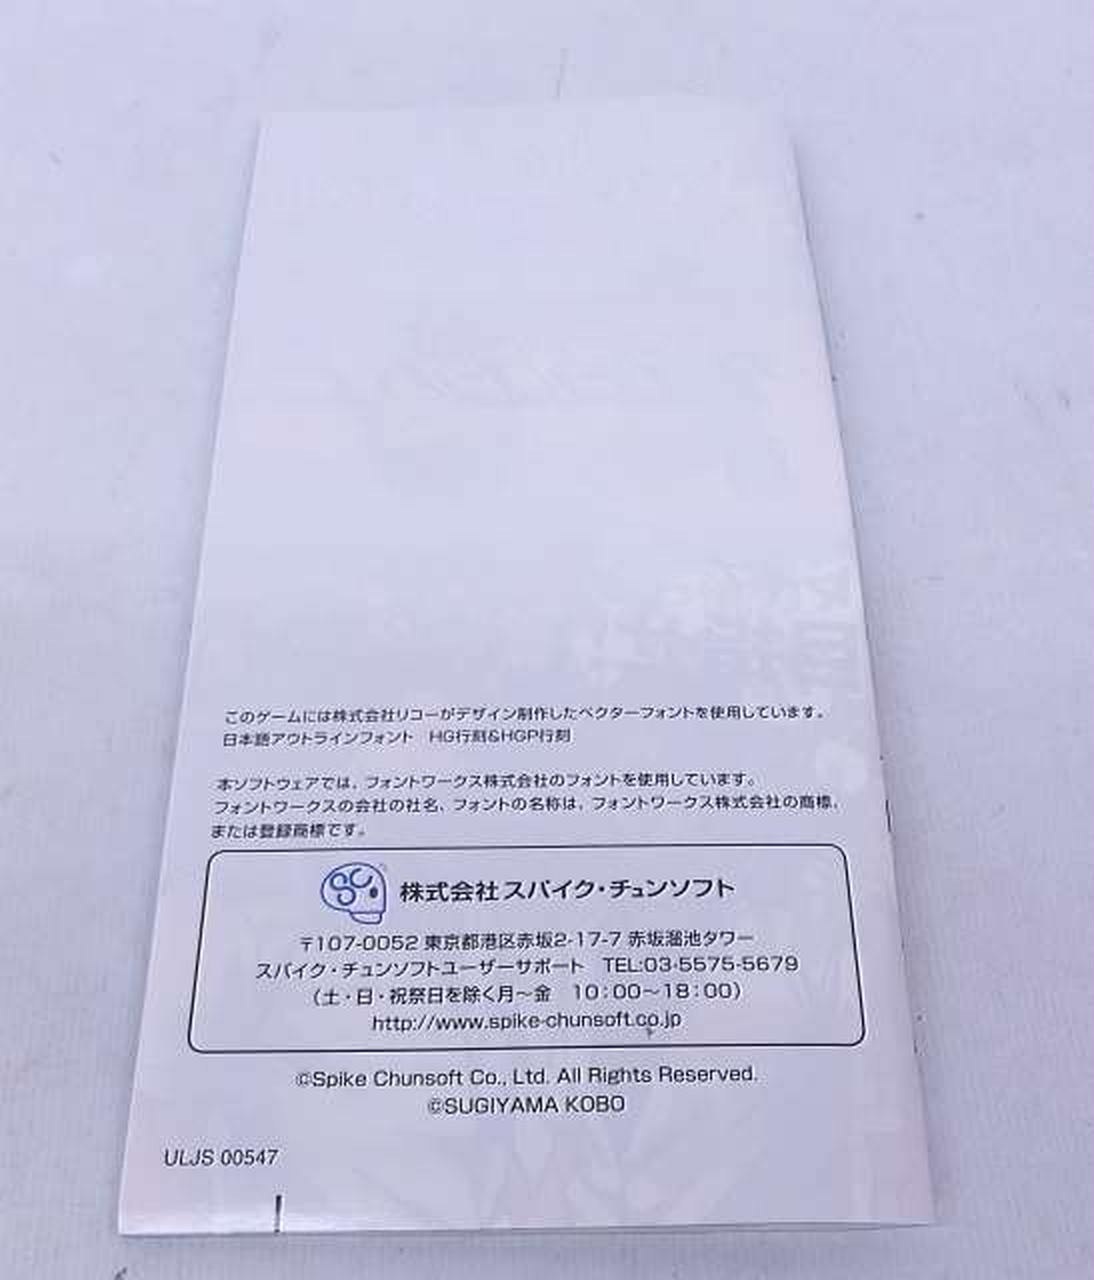 このゲームには株式会社リコーがデザイン制作したベクターフォントを使用しています。
日本語アウトラインフォント　HG行刻&HGP行刻
本ソフトウェアでは、フォントワークス株式会社のフォントを使用しています。
フォントワークスの会社の社名、フォントの名称は、フォントワークス株式会社の商標、
または登録商標です。
株式会社スパイク・チュンソフト
〒107-0052 東京都港区赤坂2-17-7 赤坂溜池タワー
スパイク・チュンソフトユーザーサポート　TEL:03-5575-5679
（土・日・祝祭日を除く月～金　10：00～18：00）
http://www.spike-chunsoft.co.jp
©Spike Chunsoft Co., Ltd. All Rights Reserved.
©SUGIYAMA KOBO
ULJS 00547